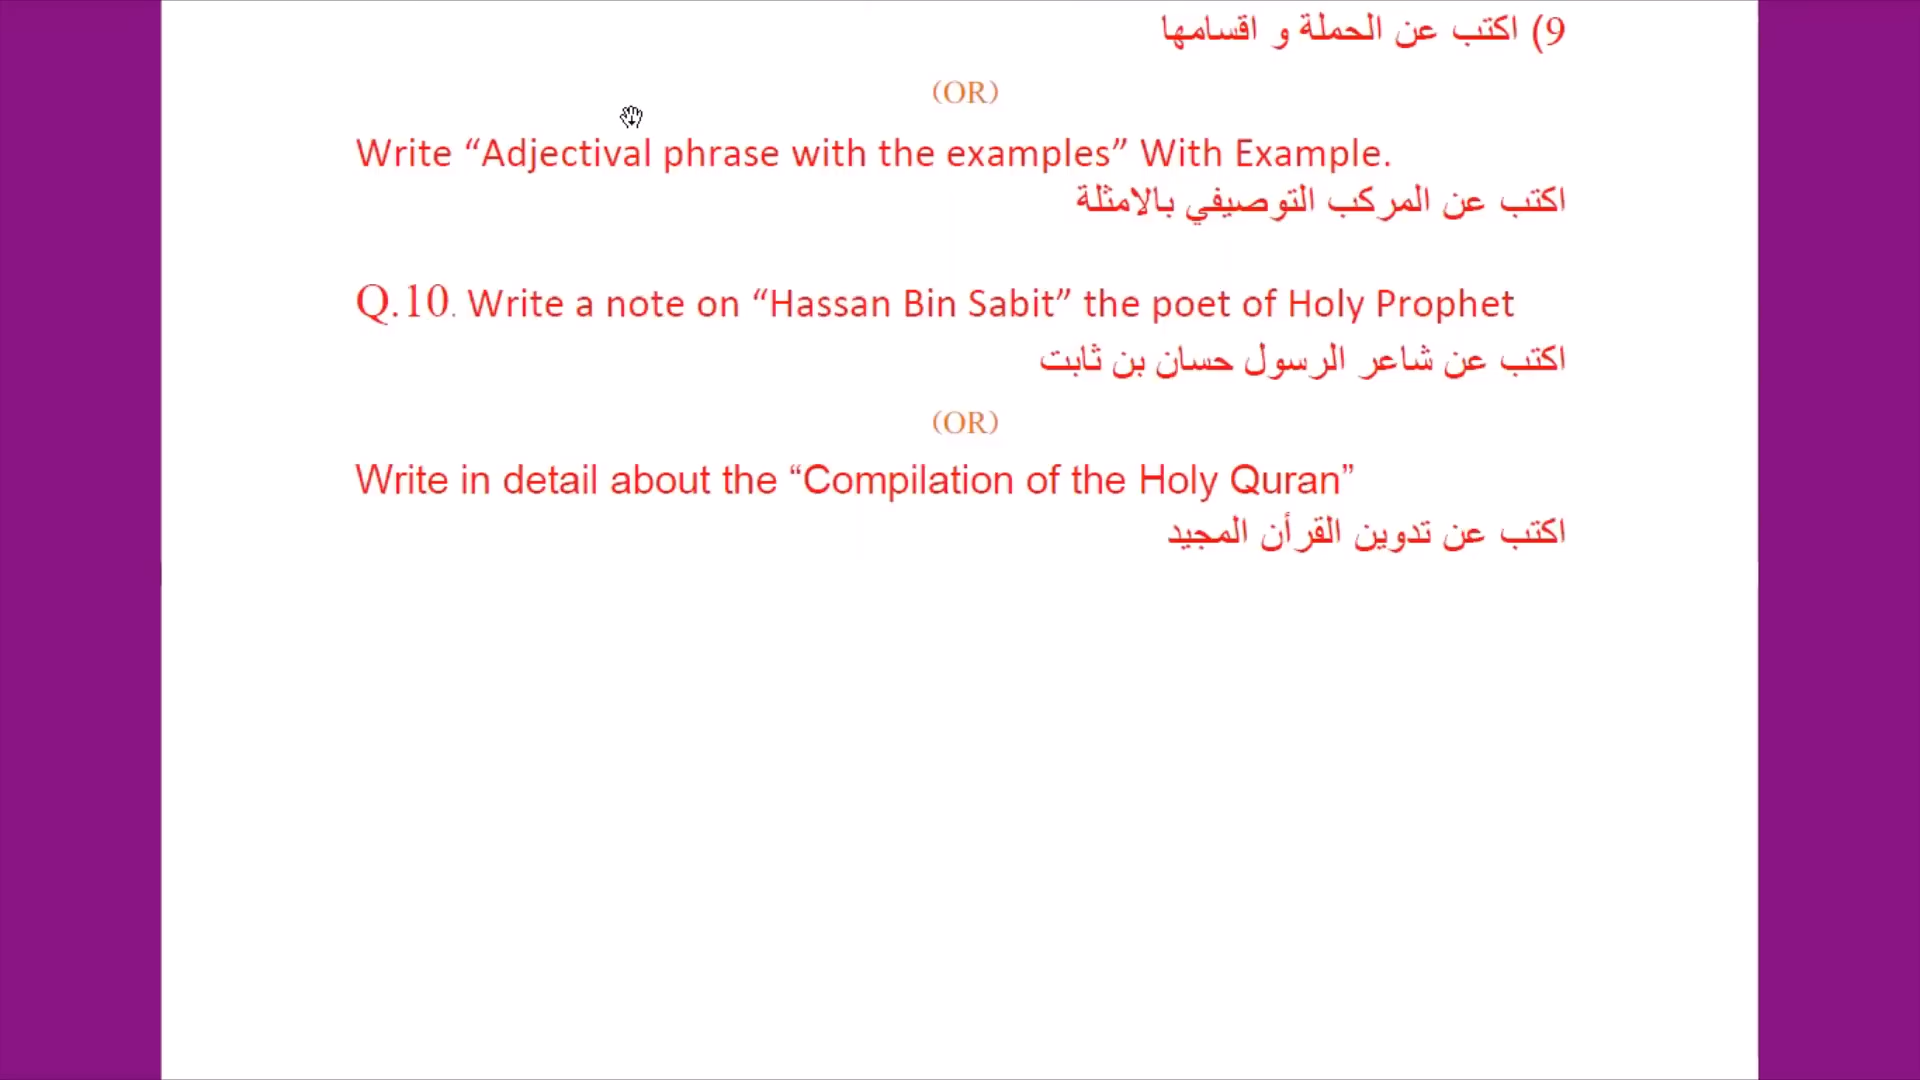 9) اكتب عن الحملة و اقسامها
(OR)
Write “Adjectival phrase with the examples” With Example.
اكتب عن المركب التوصيفي بالامثلة
Q.10. Write a note on “Hassan Bin Sabit” the poet of Holy Prophet
اكتب عن شاعر الرسول حسان بن ثابت
(OR)
Write in detail about the “Compilation of the Holy Quran”
اكتب عن تدوين القرأن المجيد